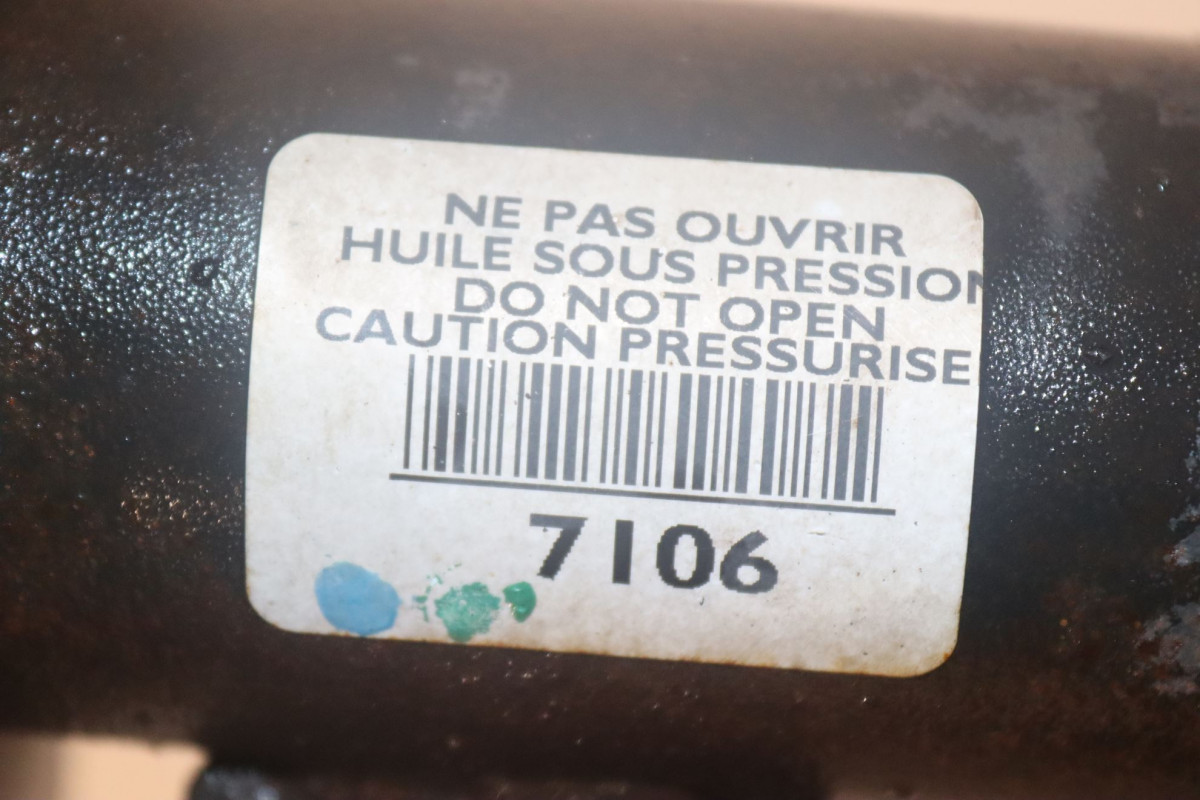 NE PAS OUVRIR
HUILE SOUS PRESSION
DO NOT OPEN
CAUTION PRESSURISE
7106